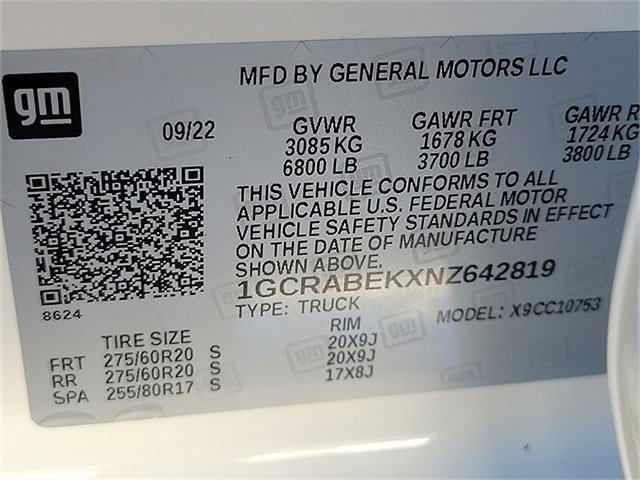 gm
MFD BY GENERAL MOTORS LLC
09/22
GVWR GAWR FRT GAWR R
3085 KG 1678 KG 1724 KG
6800 LB 3700 LB 3800 LB
THIS VEHICLE CONFORMS TO ALL
APPLICABLE U.S. FEDERAL MOTOR
VEHICLE SAFETY STANDARDS IN EFFECT
ON THE DATE OF MANUFACTURE
SHOWN ABOVE.
1GCRABEKXNZ642819
8624
TYPE: TRUCK MODEL: X9CC10753
TIRE SIZE RIM
FRT 275/60R20 S 20X9J
RR 275/60R20 S 20X9J
SPA 255/80R17 S 17X8J